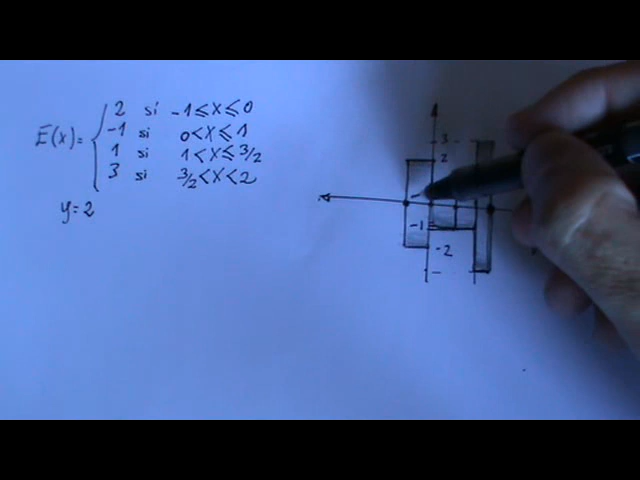 E(x)= 2 si -1≤x≤0
-1 si 0<x≤1
1 si 1<x≤3/2
3 si 3/2<x<2
y=2
3
2
-1
-2